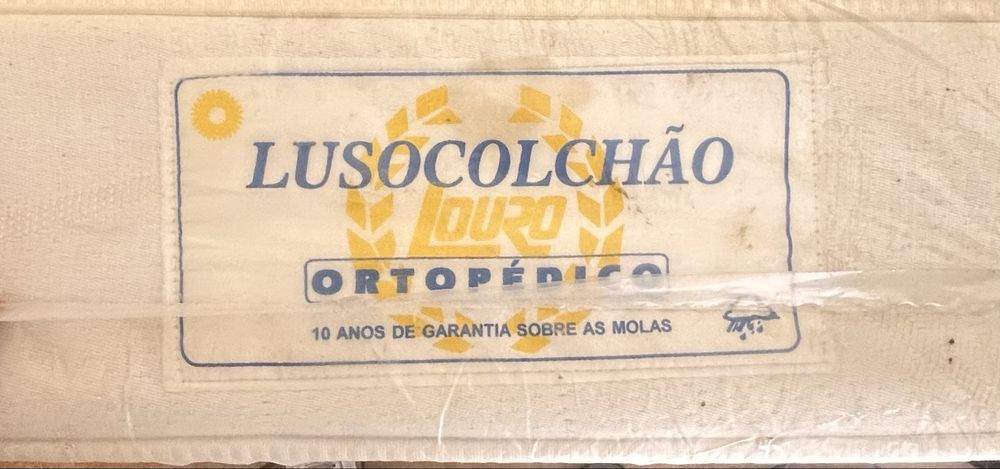 LUSOCOLCHÃO
LOURO
ORTOPÉDICO
10 ANOS DE GARANTIA SOBRE AS MOLAS